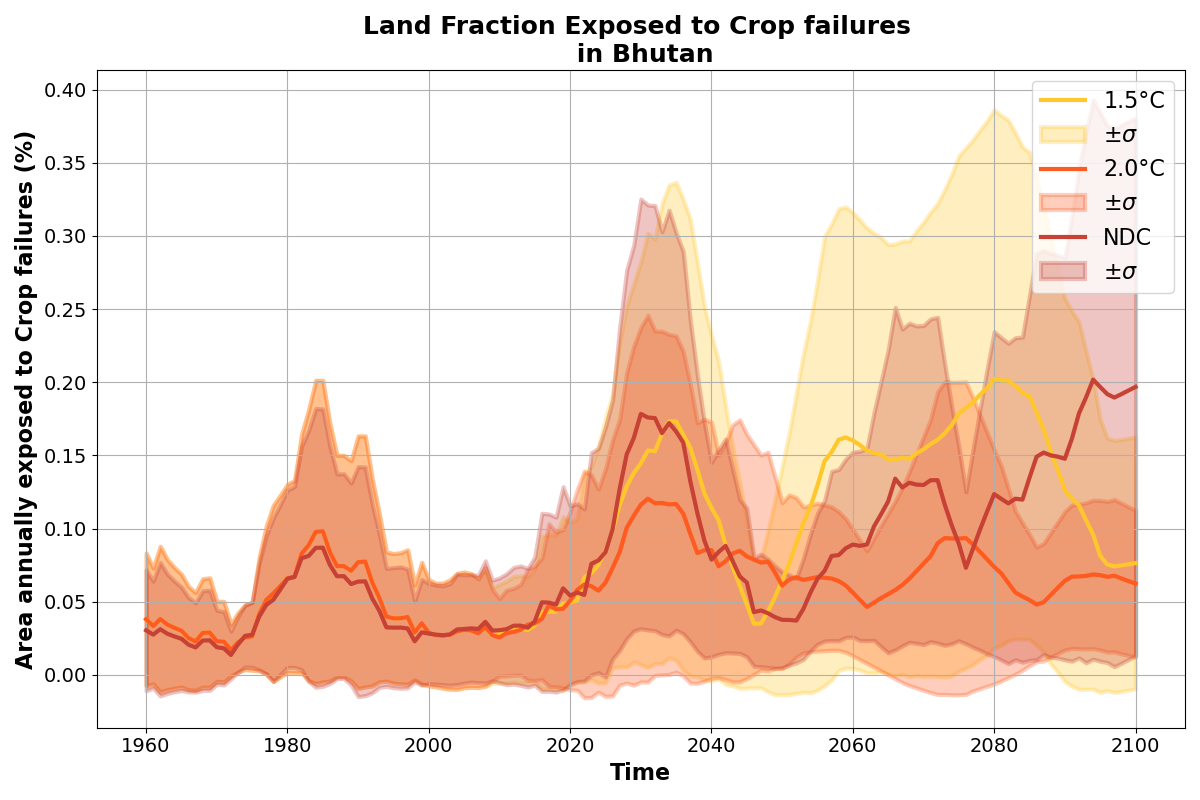 Land Fraction Exposed to Crop failures
in Bhutan
Area annually exposed to Crop failures (%)
0.40
0.35
0.30
0.25
0.20
0.15
0.10
0.05
0.00
1.5°C
±σ
2.0°C
±σ
NDC
±σ
1960
1980
2000
2020
2040
2060
2080
2100
Time